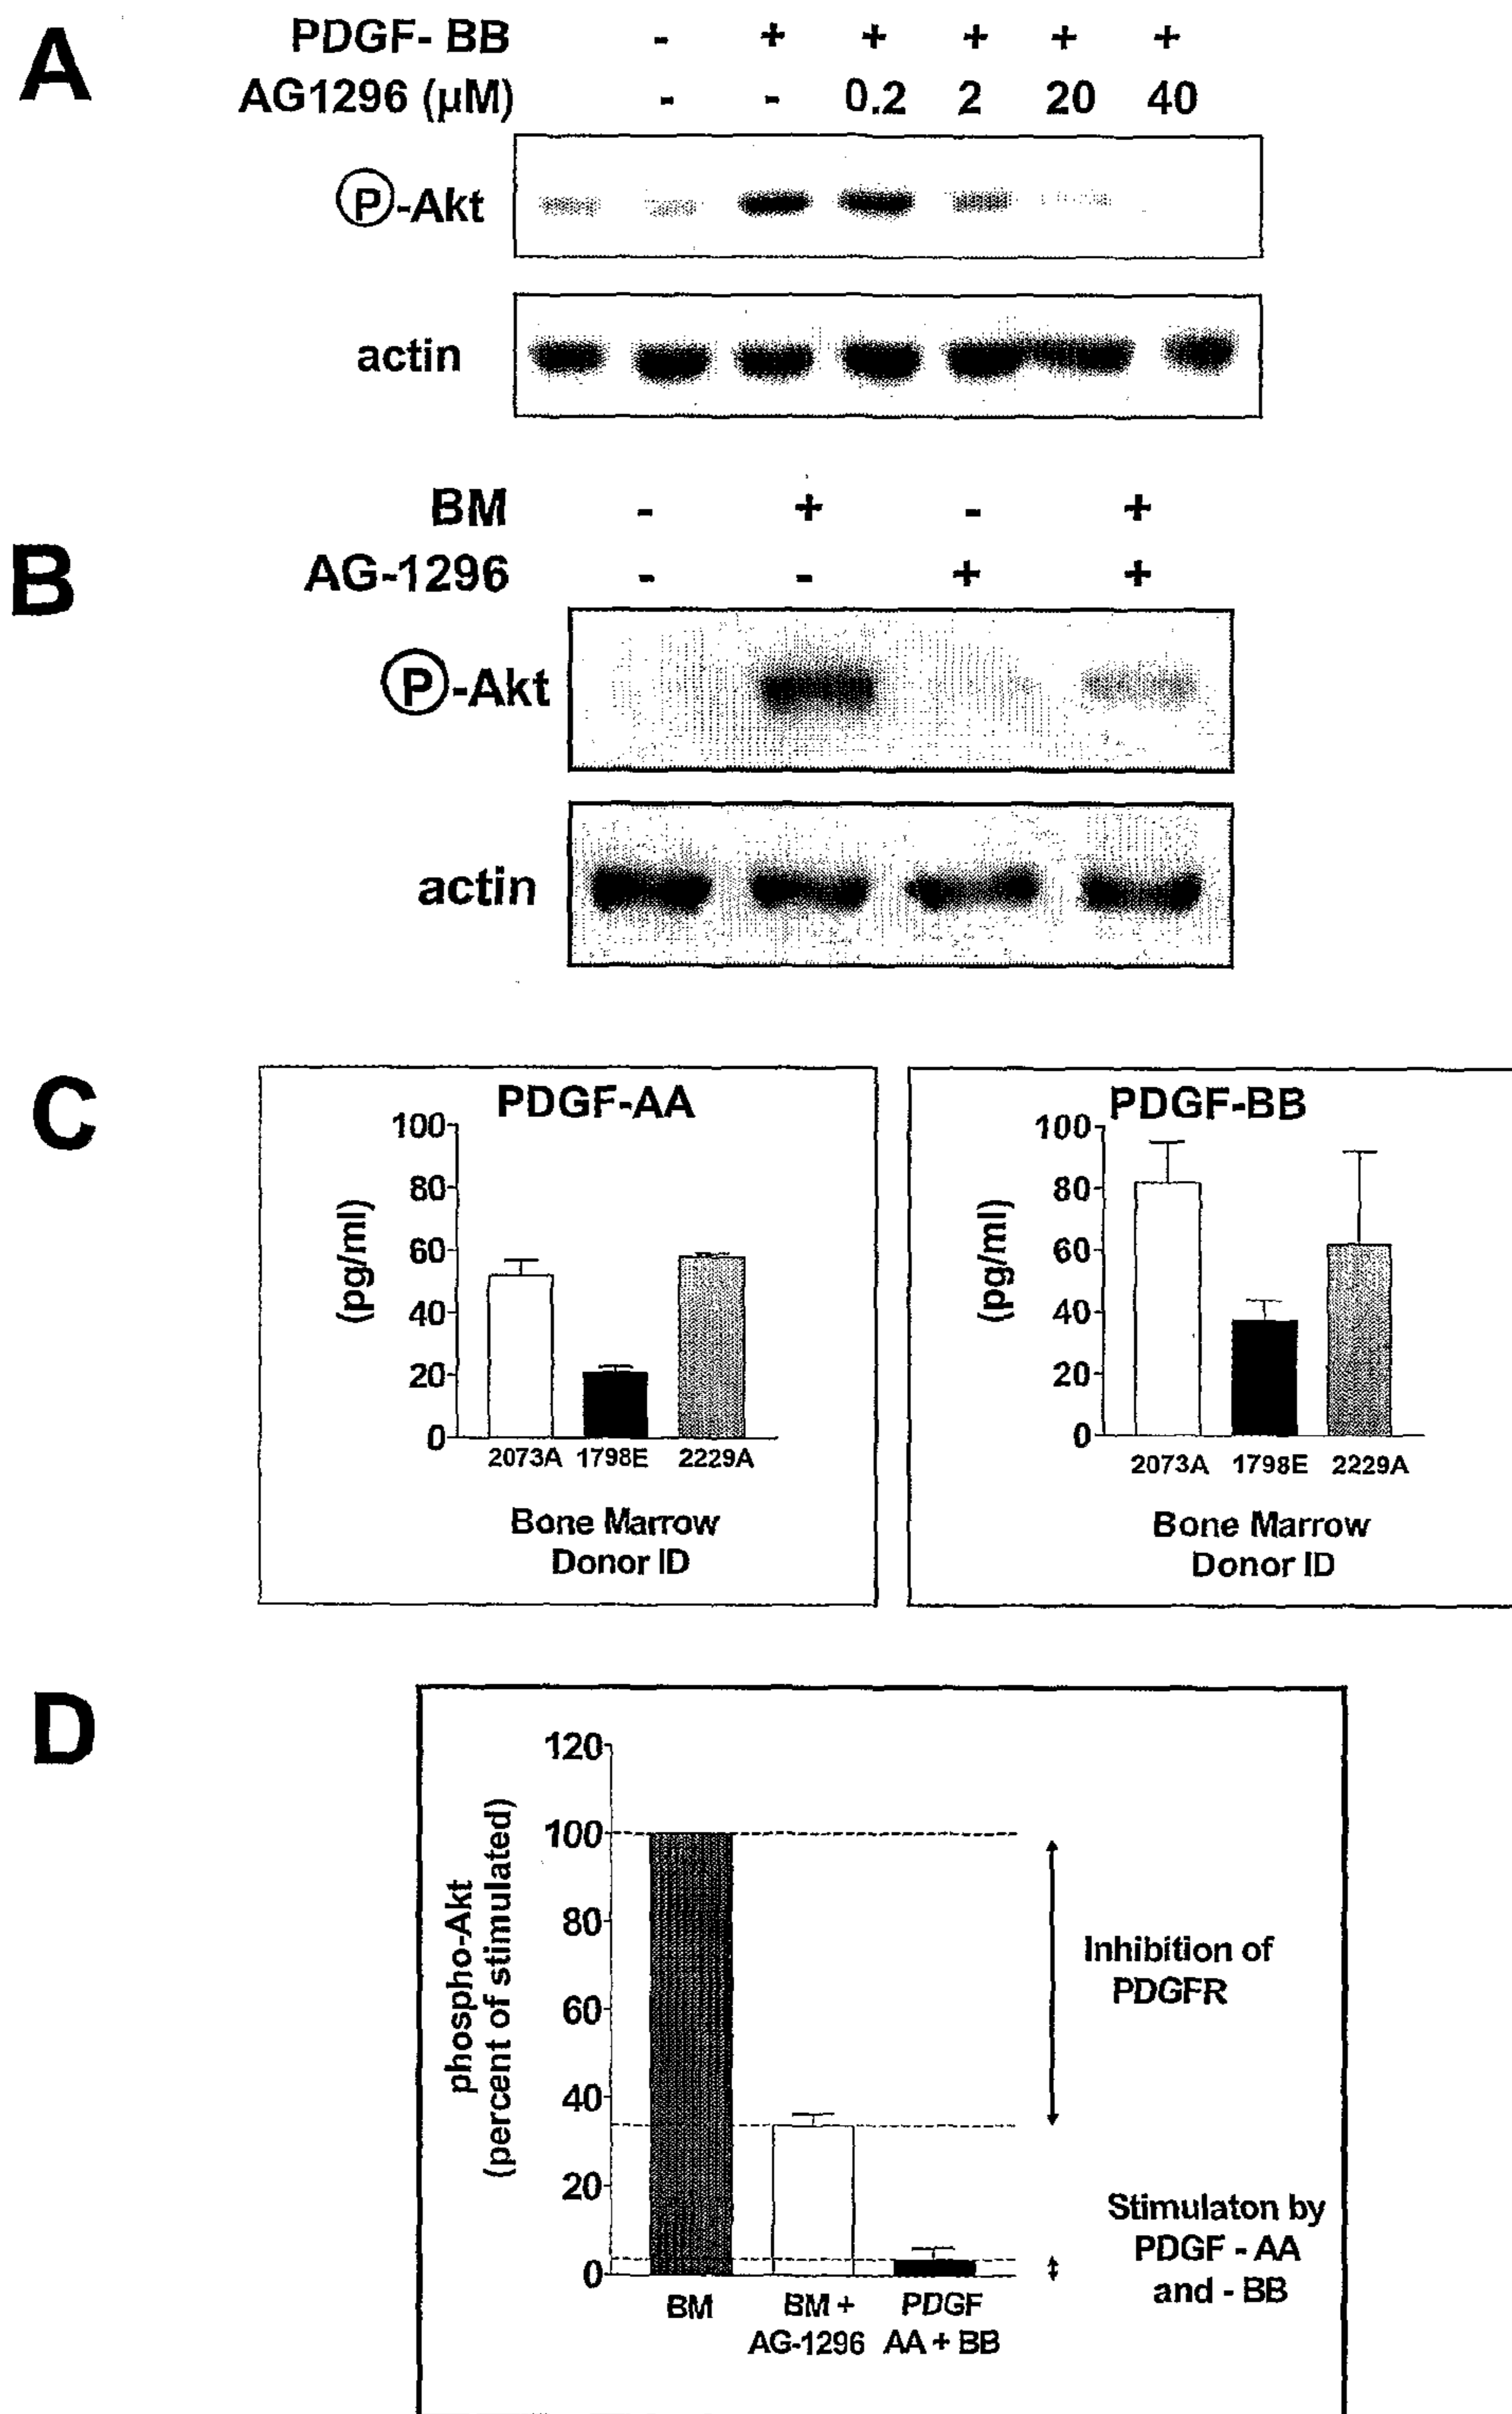 A
PDGF- BB - + + + + +
AG1296 (µM) - - 0.2 2 20 40
P-Akt
actin
B
BM - + - +
AG-1296 - - + +
P-Akt
actin
C
PDGF-AA
100
80
60
40
20
0
(pg/ml)
2073A 1798E 2229A
Bone Marrow
Donor ID
PDGF-BB
100
80
60
40
20
0
(pg/ml)
2073A 1798E 2229A
Bone Marrow
Donor ID
D
120
100
80
60
40
20
0
phospho-Akt
(percent of stimulated)
BM
BM +
AG-1296
PDGF
AA + BB
Inhibition of
PDGFR
Stimulaton by
PDGF - AA
and - BB